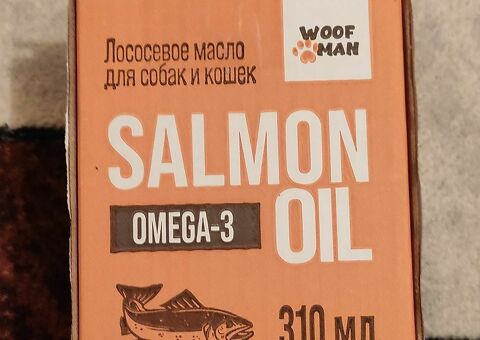 WOOF
MAN
Лососевое масло
для собак и кошек
SALMON
OMEGA-3 OIL
310 мл